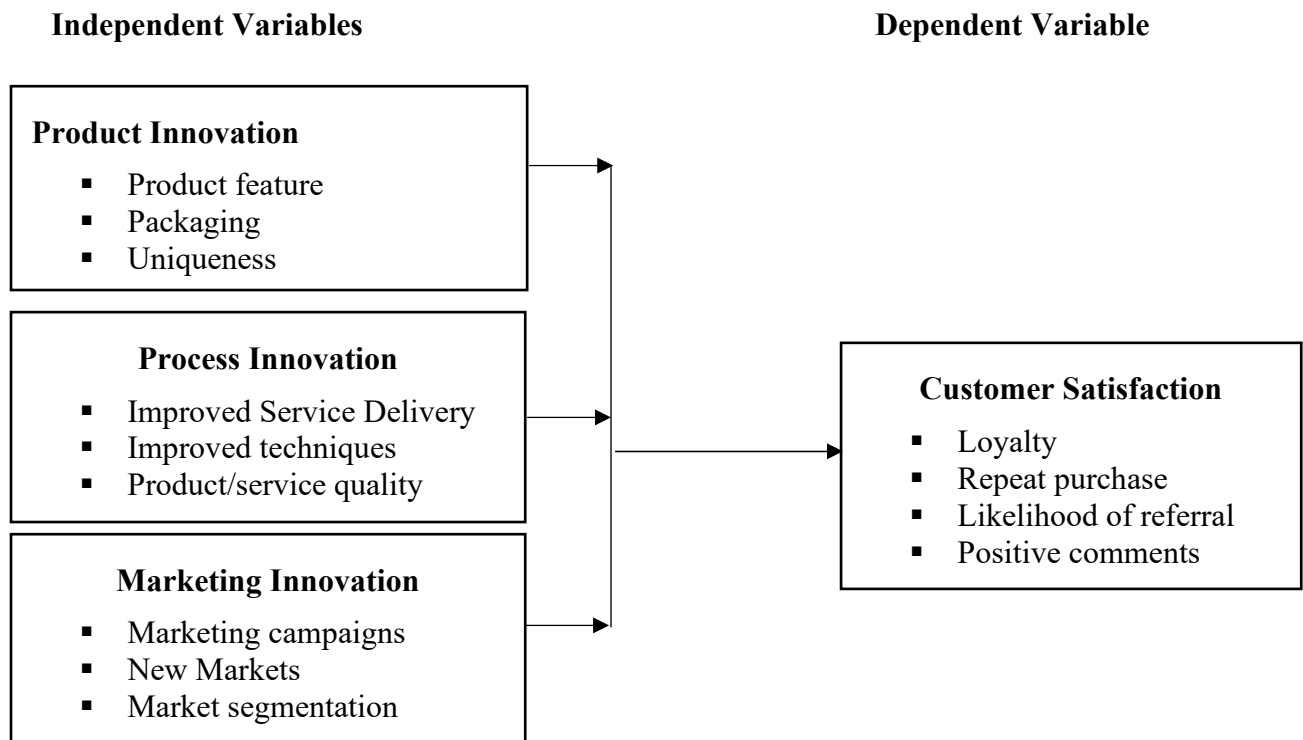 Independent Variables
Dependent Variable
Product Innovation
▪ Product feature
▪ Packaging
▪ Uniqueness
Process Innovation
▪ Improved Service Delivery
▪ Improved techniques
▪ Product/service quality
Marketing Innovation
▪ Marketing campaigns
▪ New Markets
▪ Market segmentation
Customer Satisfaction
▪ Loyalty
▪ Repeat purchase
▪ Likelihood of referral
▪ Positive comments